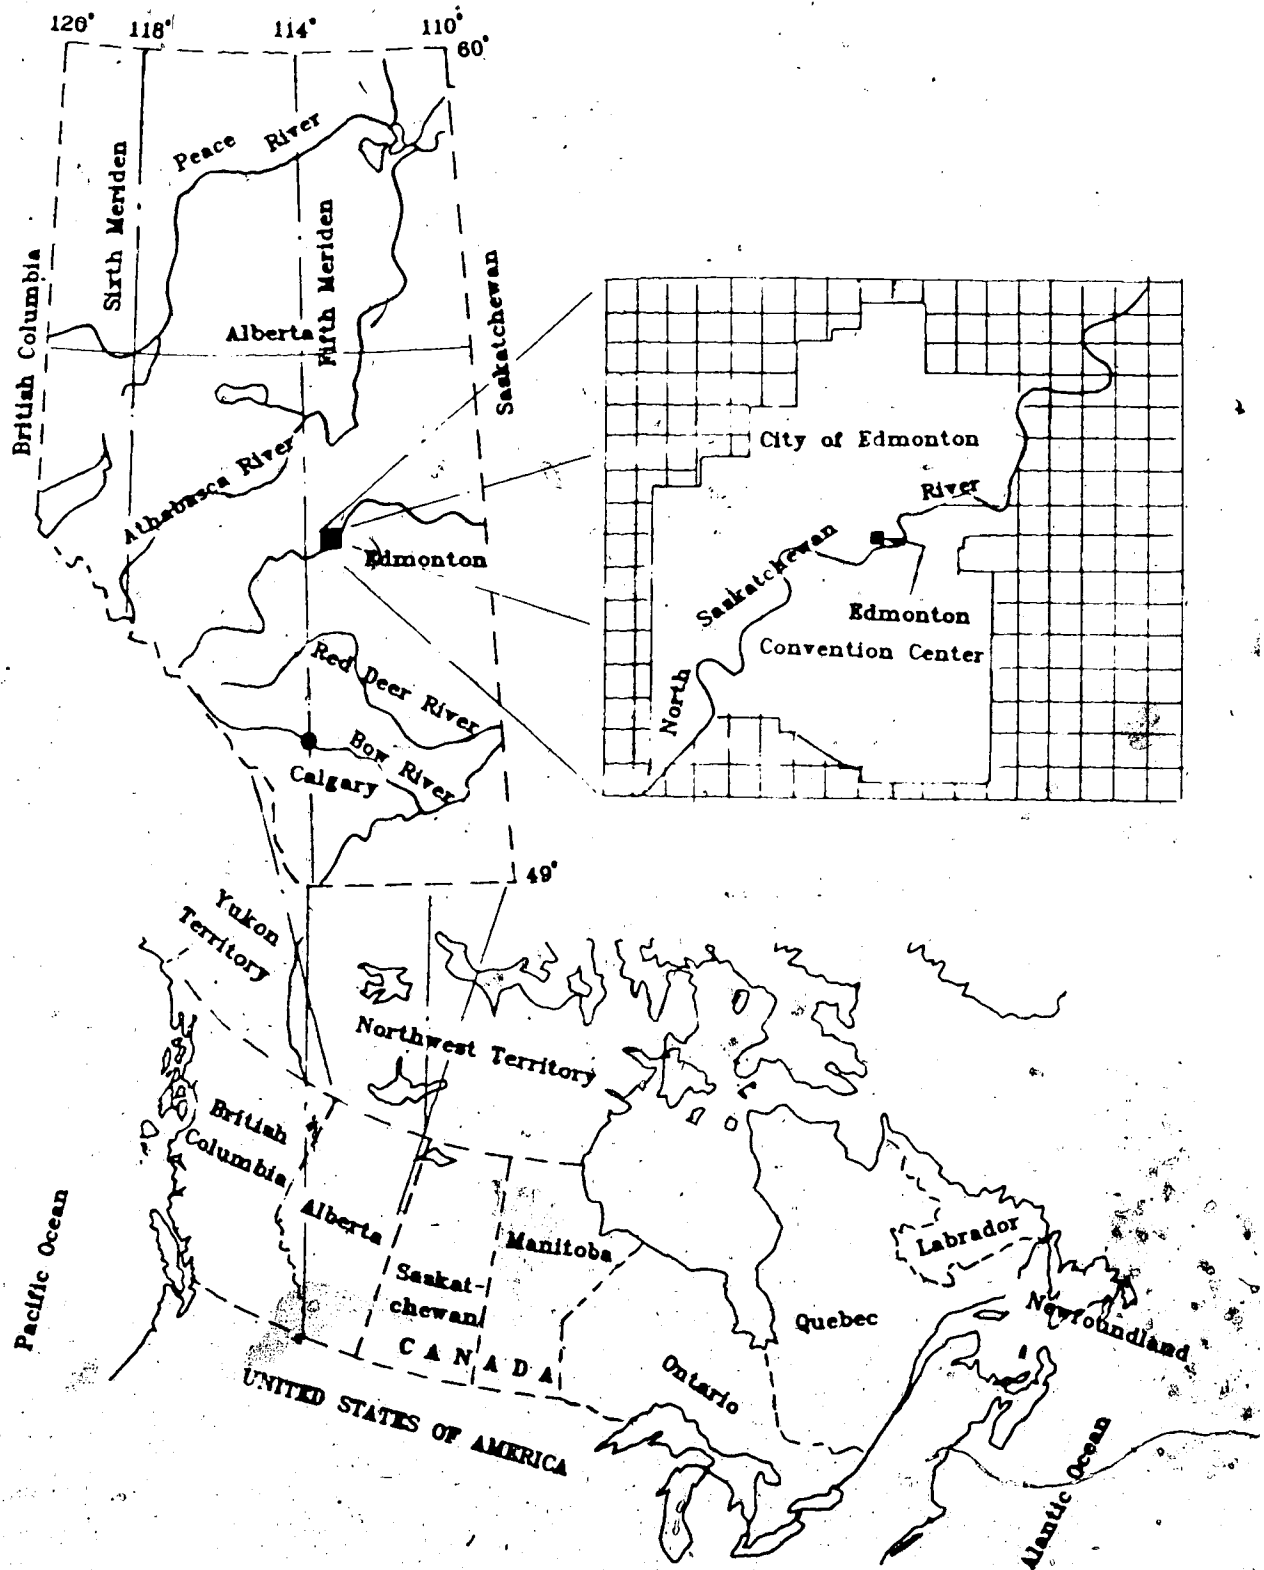 120°
118°
114°
110°
60°
Peace River
Sixth Meriden
Fifth Meriden
British Columbia
Alberta
Saskatchewan
Athabasca River
Edmonton
Red Deer River
Bow River
Calgary
49°
City of Edmonton
River
Saskatchewan
North
Edmonton
Convention Center
Yukon
Territory
Northwest Territory
British
Columbia
Alberta
Saskat-
chewan
Manitoba
CANADA
Ontario
Quebec
Labrador
Newfoundland
Pacific Ocean
UNITED STATES OF AMERICA
Alantic Ocean